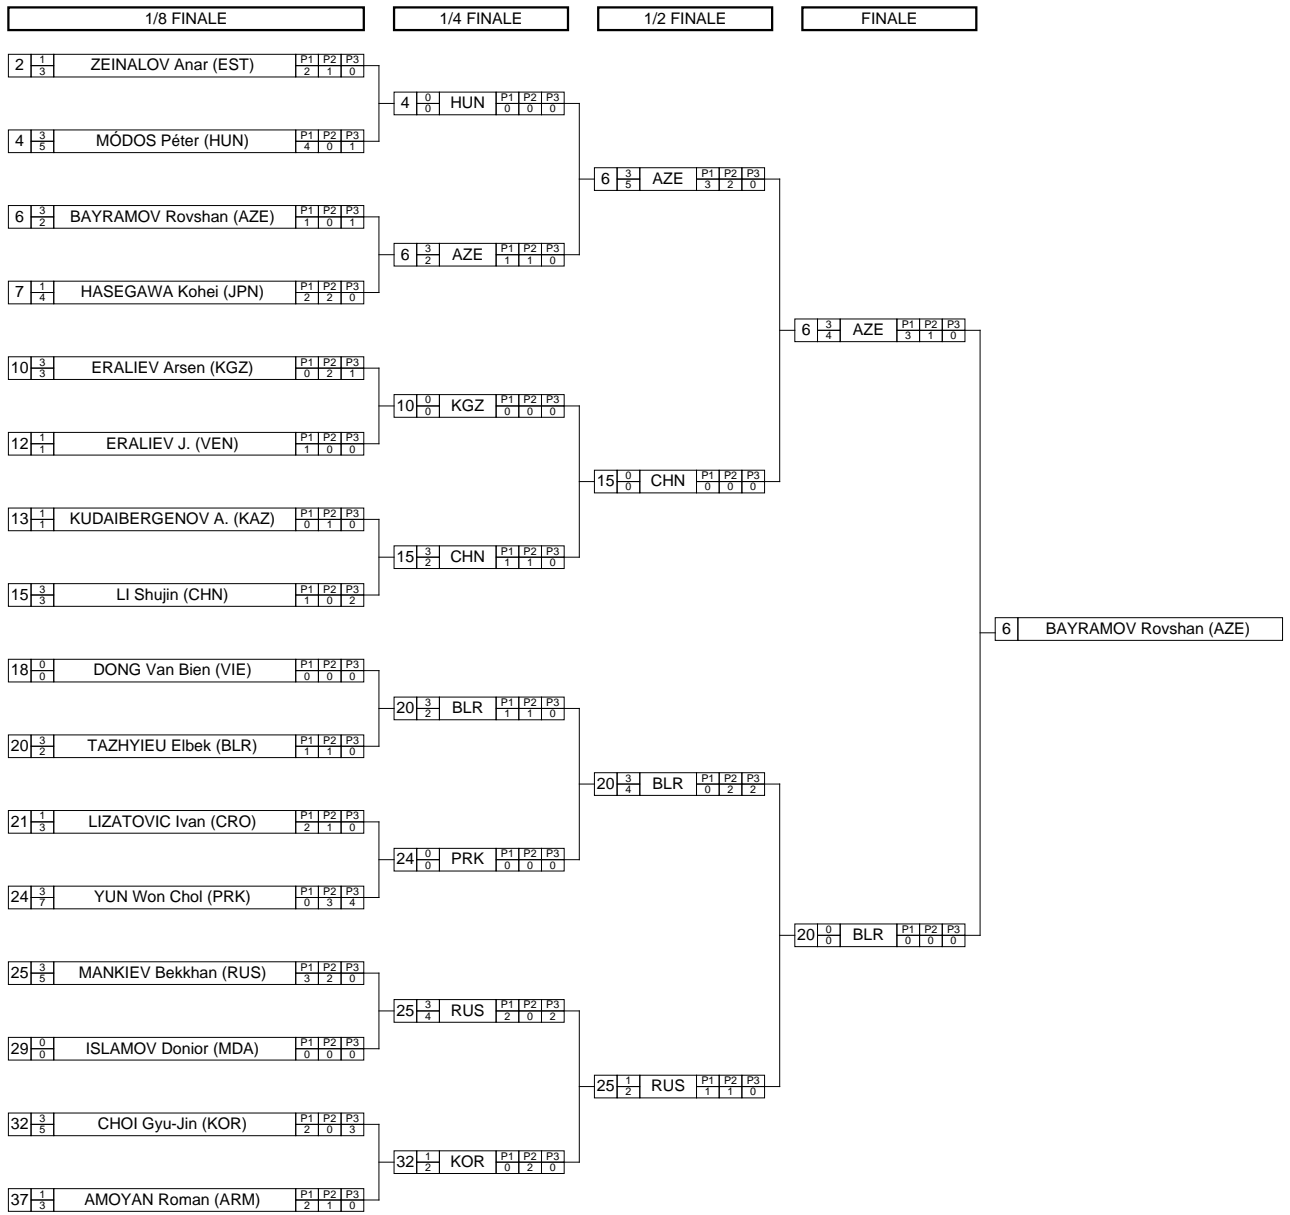 1/8 FINALE 1/4 FINALE 1/2 FINALE FINALE
2 1 3 ZEINALOV Anar (EST) P1 P2 P3 2 1 0
4 0 0 HUN P1 P2 P3 0 0 0
4 3 5 MÓDOS Péter (HUN) P1 P2 P3 4 0 1
6 3 5 AZE P1 P2 P3 3 2 0
6 3 2 BAYRAMOV Rovshan (AZE) P1 P2 P3 1 0 1
6 3 2 AZE P1 P2 P3 1 1 0
7 1 4 HASEGAWA Kohei (JPN) P1 P2 P3 2 2 0
6 3 4 AZE P1 P2 P3 3 1 0
10 3 3 ERALIEV Arsen (KGZ) P1 P2 P3 0 2 1
10 0 0 KGZ P1 P2 P3 0 0 0
12 1 1 ERALIEV J. (VEN) P1 P2 P3 1 0 0
15 0 0 CHN P1 P2 P3 0 0 0
13 1 1 KUDAIBERGENOV A. (KAZ) P1 P2 P3 0 1 0
15 3 2 CHN P1 P2 P3 1 1 0
15 3 3 LI Shujin (CHN) P1 P2 P3 1 0 2
6 BAYRAMOV Rovshan (AZE)
18 0 0 DONG Van Bien (VIE) P1 P2 P3 0 0 0
20 3 2 BLR P1 P2 P3 1 1 0
20 3 2 TAZHYIEU Elbek (BLR) P1 P2 P3 1 1 0
20 3 4 BLR P1 P2 P3 0 2 2
21 1 3 LIZATOVIC Ivan (CRO) P1 P2 P3 2 1 0
24 0 0 PRK P1 P2 P3 0 0 0
24 3 7 YUN Won Chol (PRK) P1 P2 P3 0 3 4
20 0 0 BLR P1 P2 P3 0 0 0
25 3 5 MANKIEV Bekkhan (RUS) P1 P2 P3 3 2 0
25 3 4 RUS P1 P2 P3 2 0 2
29 0 0 ISLAMOV Donior (MDA) P1 P2 P3 0 0 0
25 1 2 RUS P1 P2 P3 1 1 0
32 3 5 CHOI Gyu-Jin (KOR) P1 P2 P3 2 0 3
32 1 2 KOR P1 P2 P3 0 2 0
37 1 3 AMOYAN Roman (ARM) P1 P2 P3 2 1 0